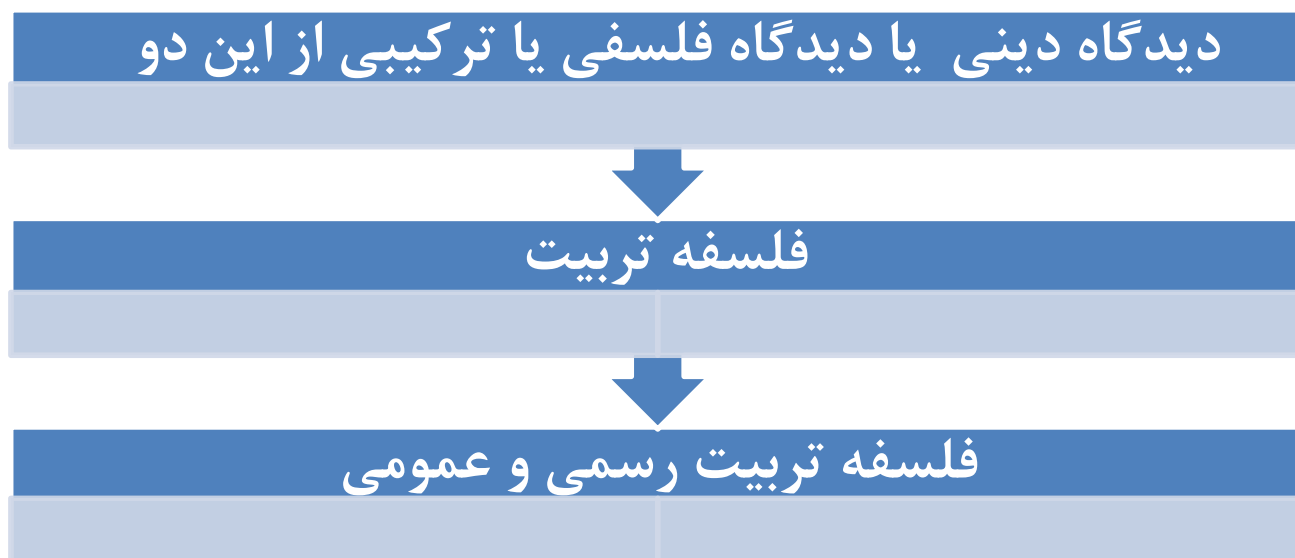 دیدگاه دینی یا دیدگاه فلسفی یا ترکیبی از این دو
فلسفه تربیت
فلسفه تربیت رسمی و عمومی